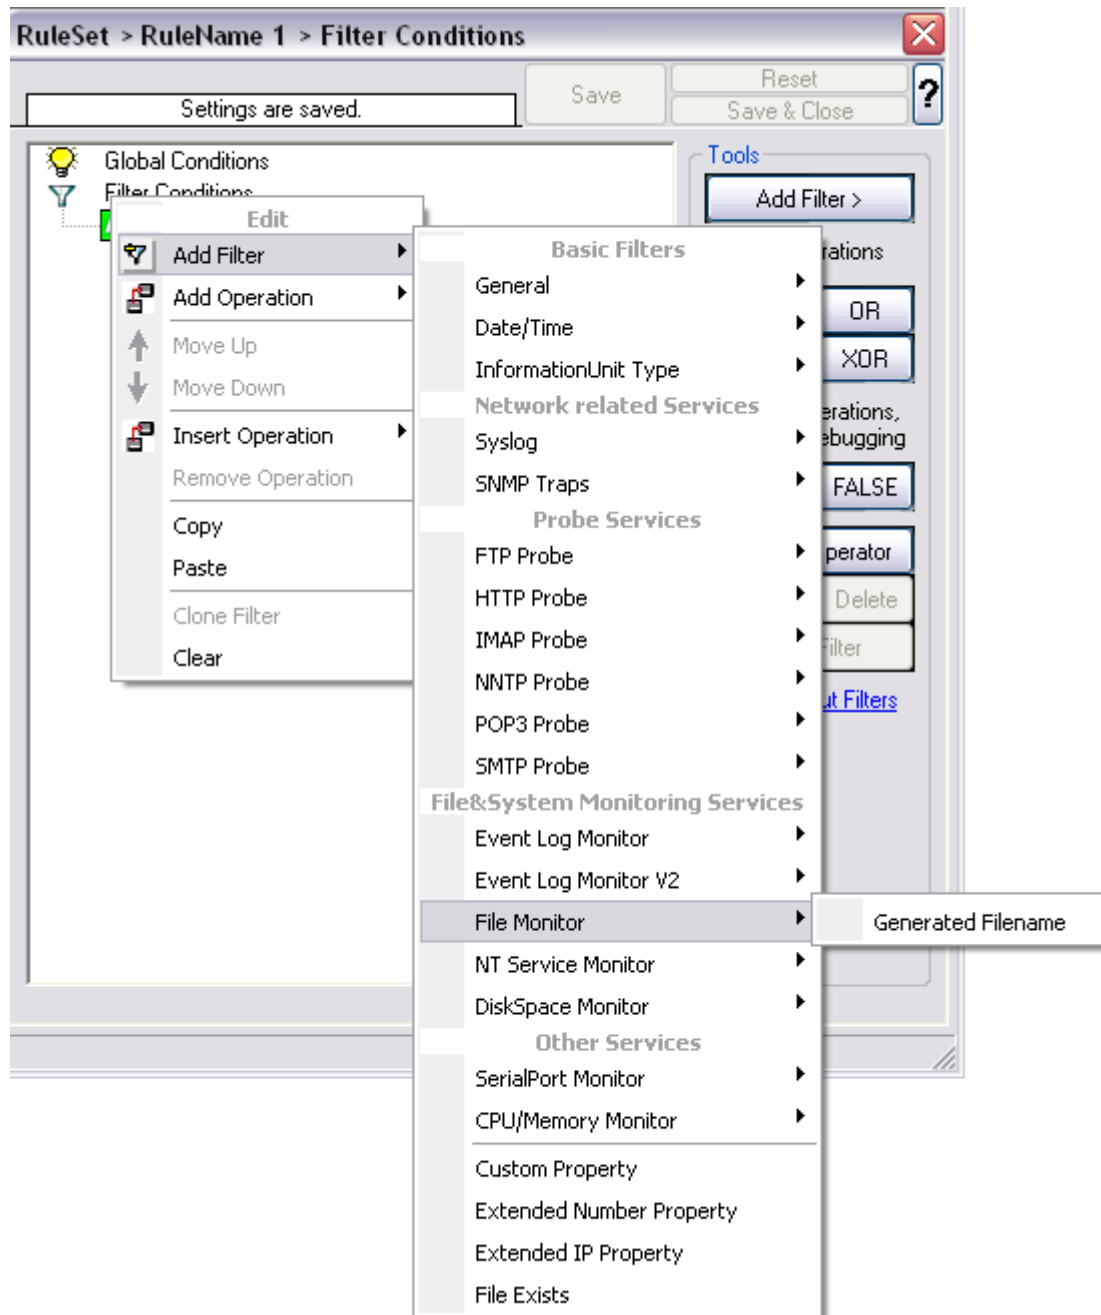 RuleSet > RuleName 1 > Filter Conditions
Settings are saved.
Save
Reset
Save & Close
?
Global Conditions
Filter Conditions
Tools
Add Filter >
OR
XOR
FALSE
Delete
Filters
Edit
Add Filter
Add Operation
Move Up
Move Down
Insert Operation
Remove Operation
Copy
Paste
Clone Filter
Clear
Basic Filters
General
Date/Time
InformationUnit Type
Network related Services
Syslog
SNMP Traps
Probe Services
FTP Probe
HTTP Probe
IMAP Probe
NNTP Probe
POP3 Probe
SMTP Probe
File&System Monitoring Services
Event Log Monitor
Event Log Monitor V2
File Monitor
NT Service Monitor
DiskSpace Monitor
Other Services
SerialPort Monitor
CPU/Memory Monitor
Custom Property
Extended Number Property
Extended IP Property
File Exists
Generated Filename